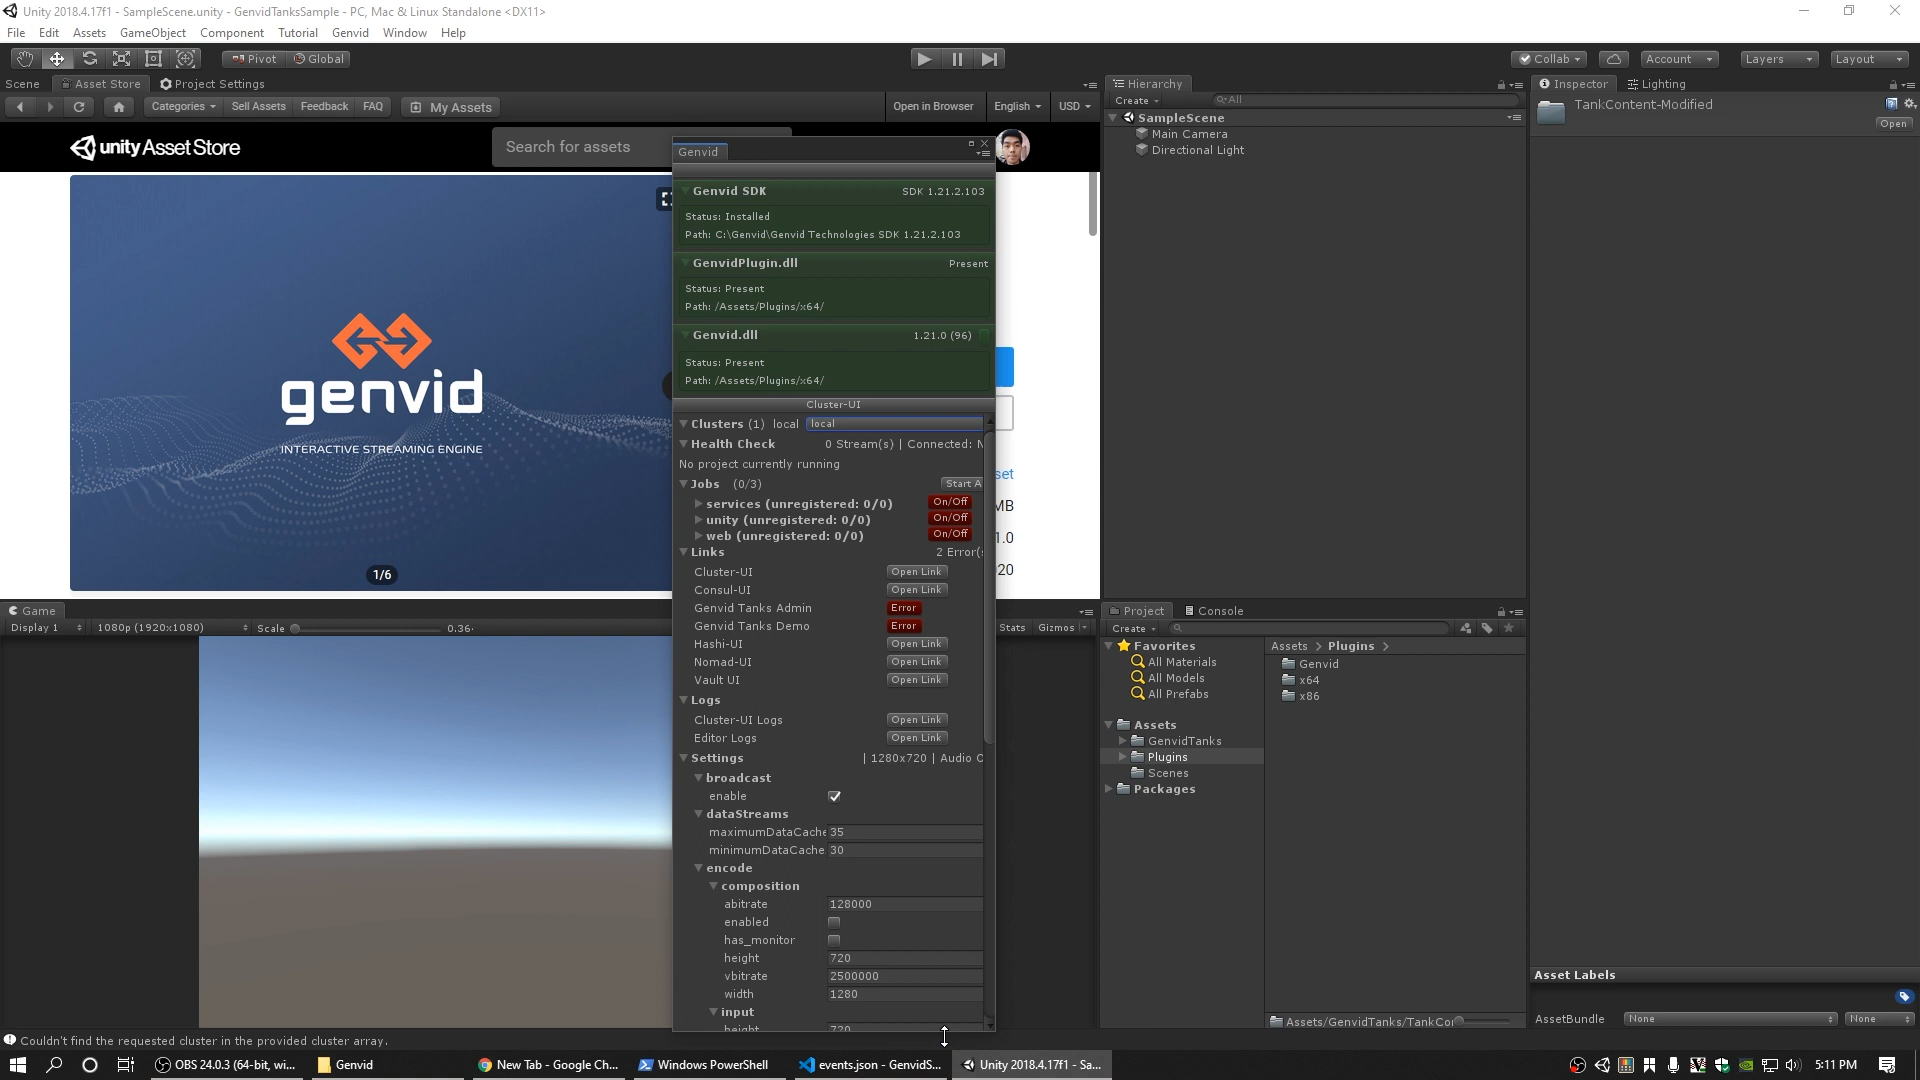 Unity 2018.4.17f1 - SampleScene.unity - GenvidTanksSample - PC, Mac & Linux Standalone <DX11>
File Edit Assets GameObject Component Tutorial Genvid Window Help
Pivot Global Collab Account Layers Layout
Scene Asset Store Project Settings
Categories Sell Assets Feedback FAQ My Assets Open in Browser English USD
unity Asset Store
Search for assets
genvid
INTERACTIVE STREAMING ENGINE
1/6
set
MB
1.0
020
Genvid
Genvid SDK SDK 1.21.2.103
Status: Installed
Path: C:\Genvid\Genvid Technologies SDK 1.21.2.103
GenvidPlugin.dll Present
Status: Present
Path: /Assets/Plugins/x64/
Genvid.dll 1.21.0 (96)
Status: Present
Path: /Assets/Plugins/x64/
Cluster-UI
Clusters (1) local local
Health Check 0 Stream(s) | Connected: N
No project currently running
Jobs (0/3) Start A
services (unregistered: 0/0) On/Off
unity (unregistered: 0/0) On/Off
web (unregistered: 0/0) On/Off
Links 2 Error(s
Cluster-UI Open Link
Consul-UI Open Link
Genvid Tanks Admin Error
Genvid Tanks Demo Error
Hashi-UI Open Link
Nomad-UI Open Link
Vault UI Open Link
Logs
Cluster-UI Logs Open Link
Editor Logs Open Link
Settings | 1280x720 | Audio O
broadcast
enable
dataStreams
maximumDataCache 35
minimumDataCache 30
encode
composition
abitrate 128000
enabled
has_monitor
height 720
vbitrate 2500000
width 1280
input
height 720
Game
Display 1 1080p (1920x1080) Scale 0.36 Stats Gizmos
Hierarchy
Create All
SampleScene
Main Camera
Directional Light
Inspector Lighting
TankContent-Modified
Open
Project Console
Create
Favorites
All Materials
All Models
All Prefabs
Assets
GenvidTanks
Plugins
Scenes
Packages
Assets > Plugins >
Genvid
x64
x86
Assets/GenvidTanks/TankCo
Asset Labels
AssetBundle None None
Couldn't find the requested cluster in the provided cluster array.
OBS 24.0.3 (64-bit, wi... Genvid New Tab - Google Ch... Windows PowerShell events.json - GenvidS... Unity 2018.4.17f1 - Sa... 5:11 PM